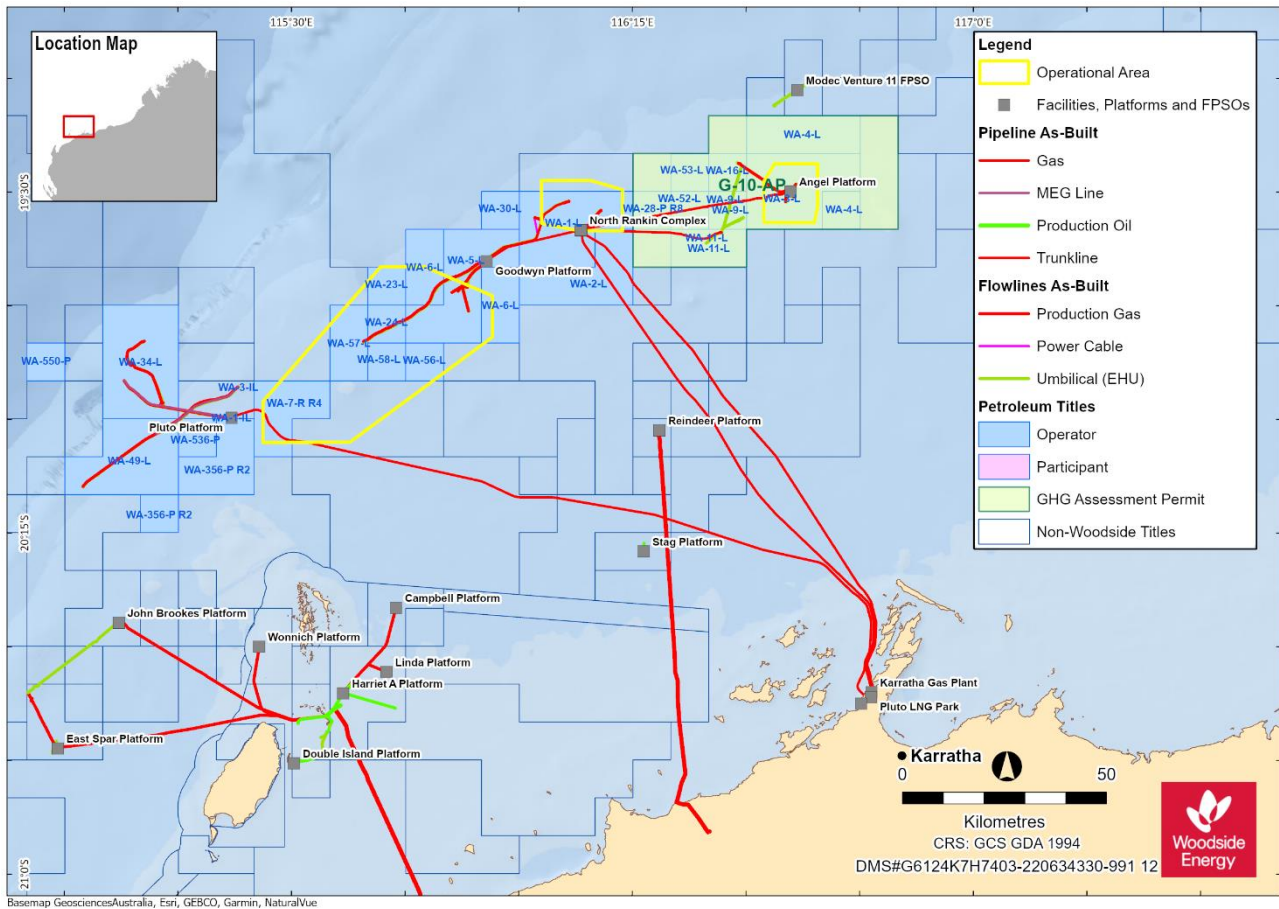 115°30'E
116°15'E
117°0'E
Location Map
Legend
Operational Area
Facilities, Platforms and FPSOs
Pipeline As-Built
Gas
MEG Line
Production Oil
Trunkline
Flowlines As-Built
Production Gas
Power Cable
Umbilical (EHU)
Petroleum Titles
Operator
Participant
GHG Assessment Permit
Non-Woodside Titles
Modec Venture 11 FPSO
WA-4-L
19°30'S
WA-53-L
WA-16-L
G-10-AP
Angel Platform
WA-52-L
WA-9-L
WA-30-L
WA-28-P R8
WA-9-L
WA-4-L
WA-1-L
North Rankin Complex
WA-11-L
WA-11-L
WA-5-L
WA-6-L
Goodwyn Platform
WA-23-L
WA-2-L
WA-6-L
WA-24-L
WA-57-L
WA-58-L
WA-56-L
WA-550-P
WA-34-L
WA-3-IL
WA-7-R R4
Pluto Platform
WA-536-P
WA-49-L
WA-356-P R2
WA-356-P R2
Reindeer Platform
20°15'S
Stag Platform
John Brookes Platform
Campbell Platform
Wonnich Platform
Linda Platform
Harriet A Platform
Karratha Gas Plant
Pluto LNG Park
East Spar Platform
Double Island Platform
Karratha
0
50
Kilometres
CRS: GCS GDA 1994
DMS#G6124K7H7403-220634330-991 12
Woodside
Energy
21°0'S
Basemap GeosciencesAustralia, Esri, GEBCO, Garmin, NaturalVue